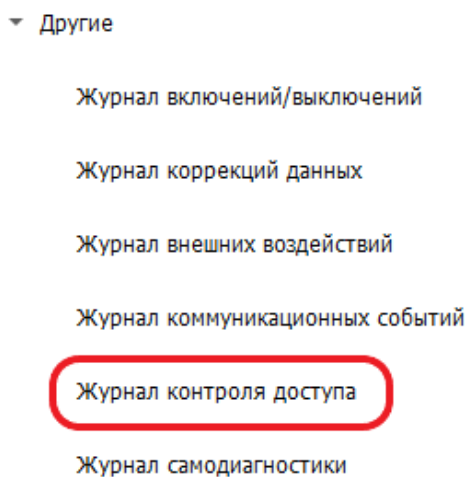 Другие
Журнал включений/выключений
Журнал коррекций данных
Журнал внешних воздействий
Журнал коммуникационных событий
Журнал контроля доступа
Журнал самодиагностики